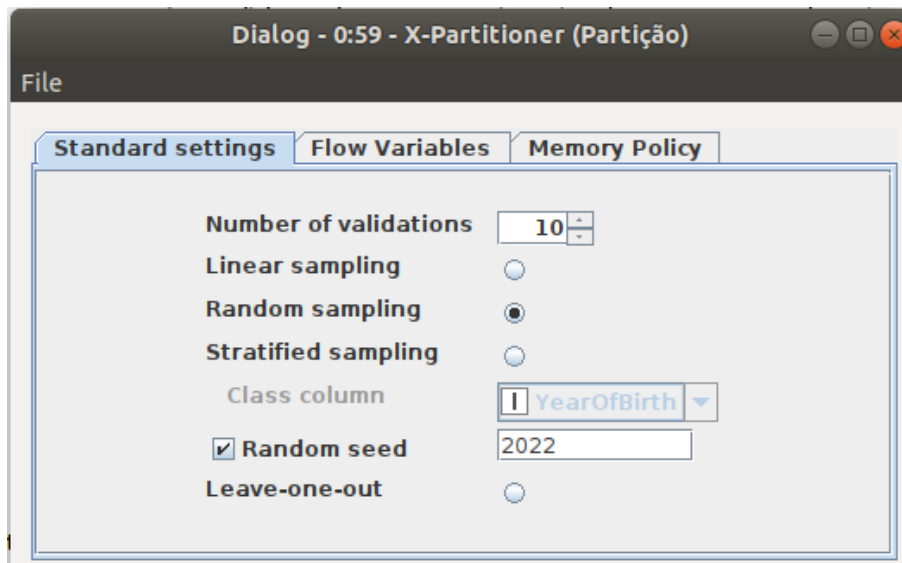 Dialog - 0:59 - X-Partitioner (Partição)
File
Standard settings Flow Variables Memory Policy
Number of validations 10
Linear sampling
Random sampling
Stratified sampling
Class column I YearOfBirth
Random seed 2022
Leave-one-out